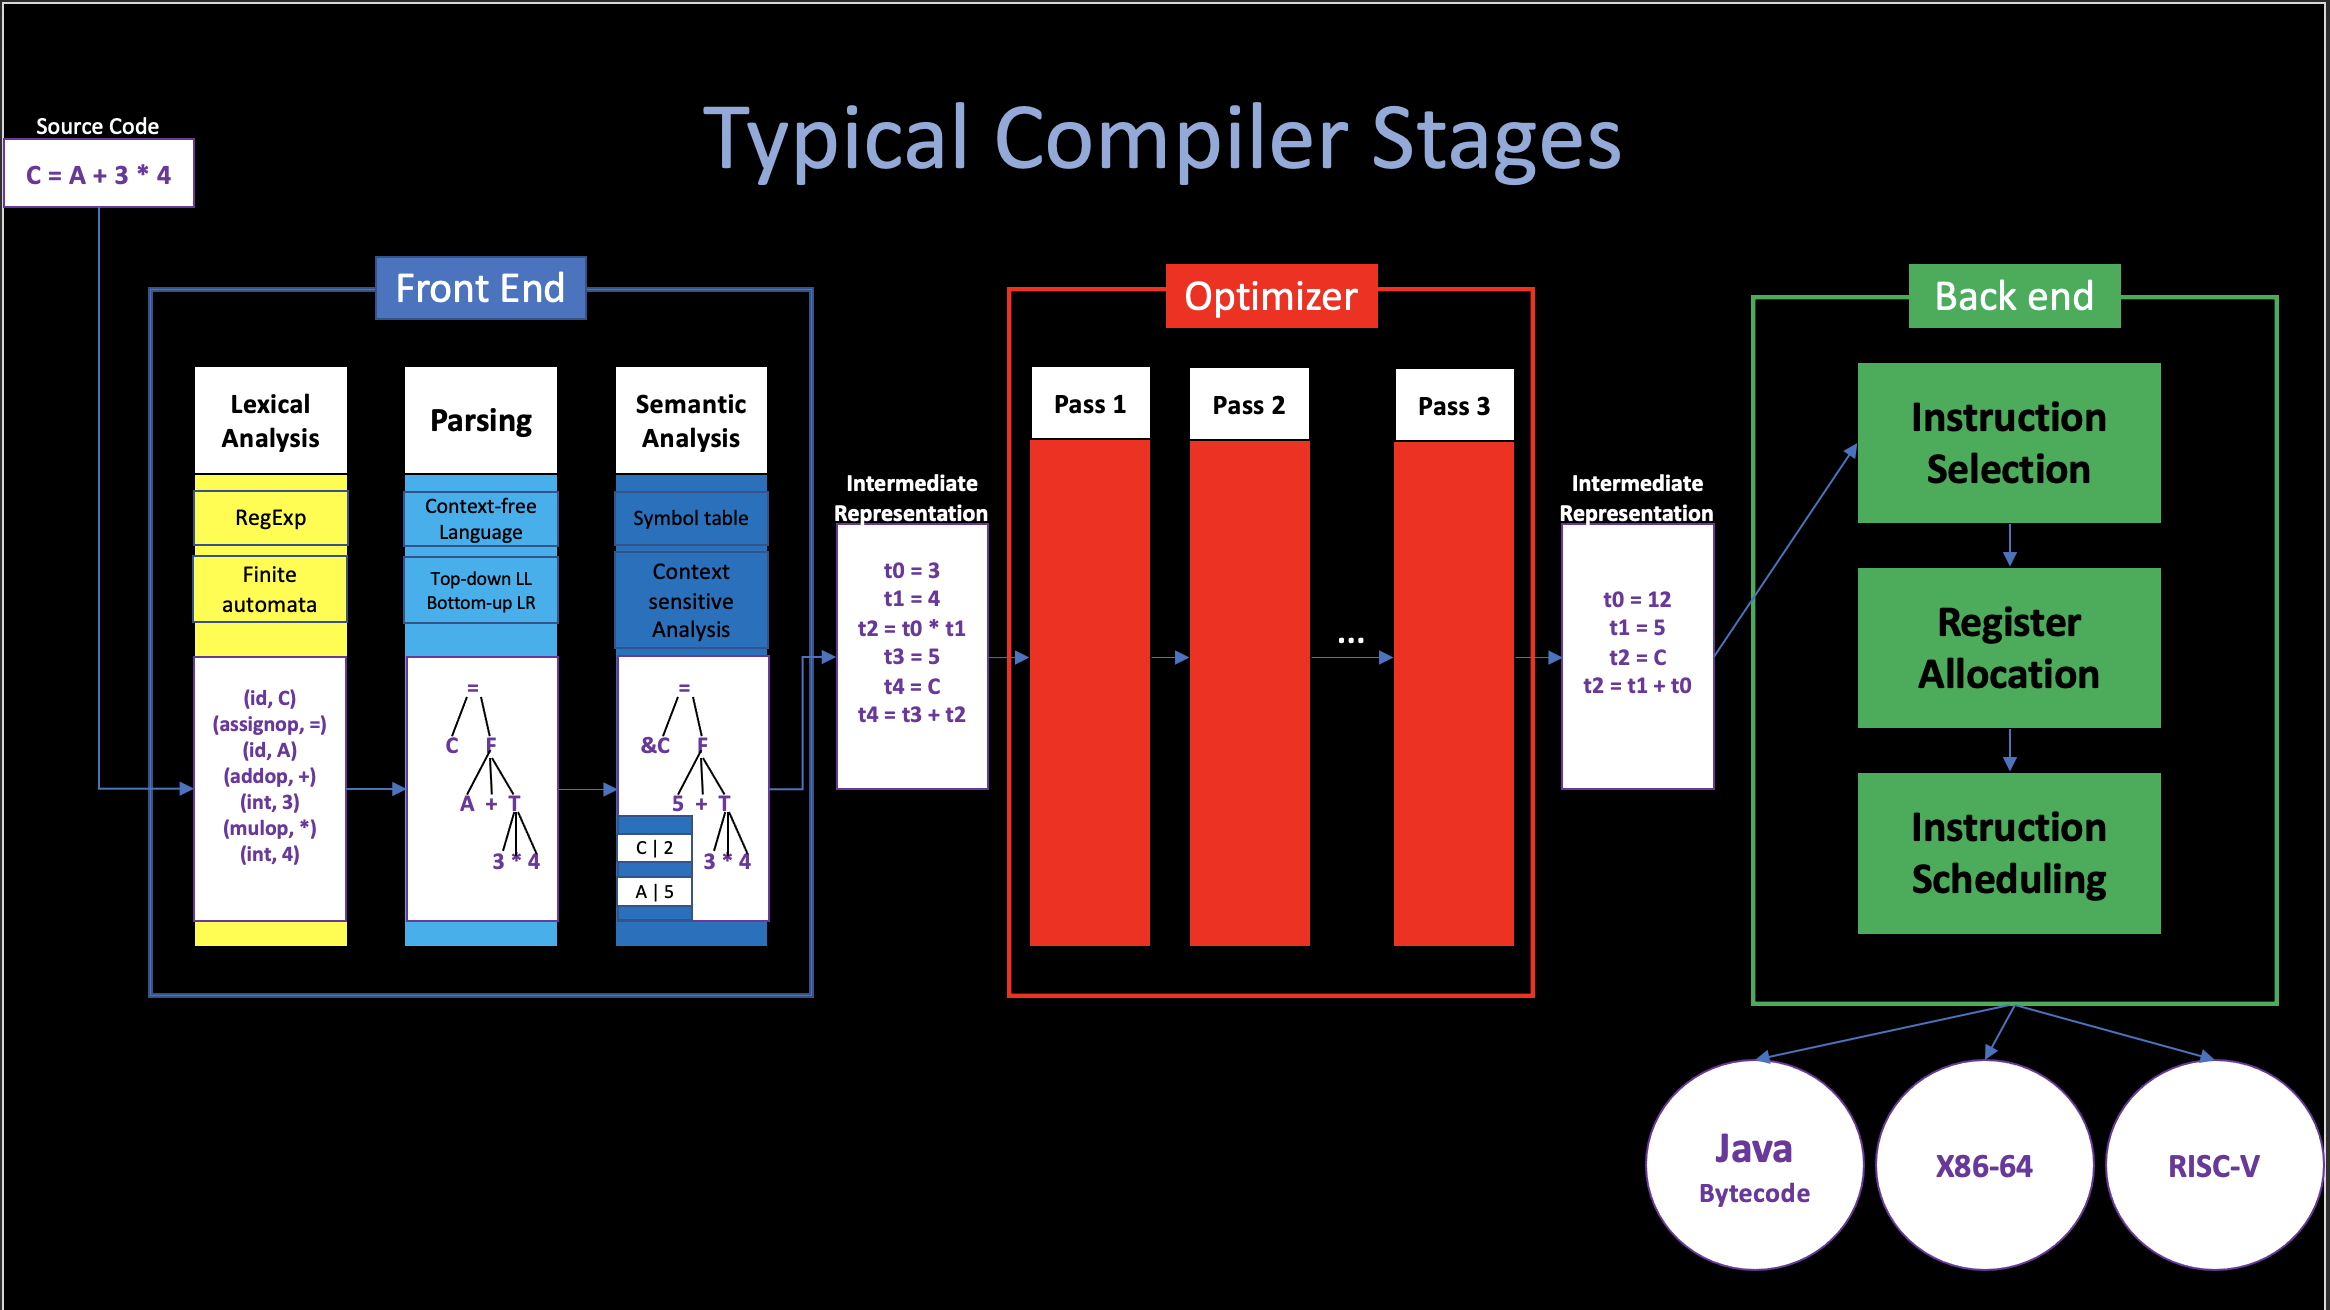 Typical Compiler Stages
Source Code
C = A + 3 * 4
Front End
Lexical
Analysis
RegExp
Finite
automata
(id, C)
(assignop, =)
(id, A)
(addop, +)
(int, 3)
(mulop, *)
(int, 4)
Parsing
Context-free
Language
Top-down LL
Bottom-up LR
=
C F
A + T
3 * 4
Semantic
Analysis
Symbol table
Context
sensitive
Analysis
=
&C F
5 + T
3 * 4
C | 2
A | 5
Intermediate
Representation
t0 = 3
t1 = 4
t2 = t0 * t1
t3 = 5
t4 = C
t4 = t3 + t2
Optimizer
Pass 1
Pass 2
...
Pass 3
Intermediate
Representation
t0 = 12
t1 = 5
t2 = C
t2 = t1 + t0
Back end
Instruction
Selection
Register
Allocation
Instruction
Scheduling
Java
Bytecode
X86-64
RISC-V